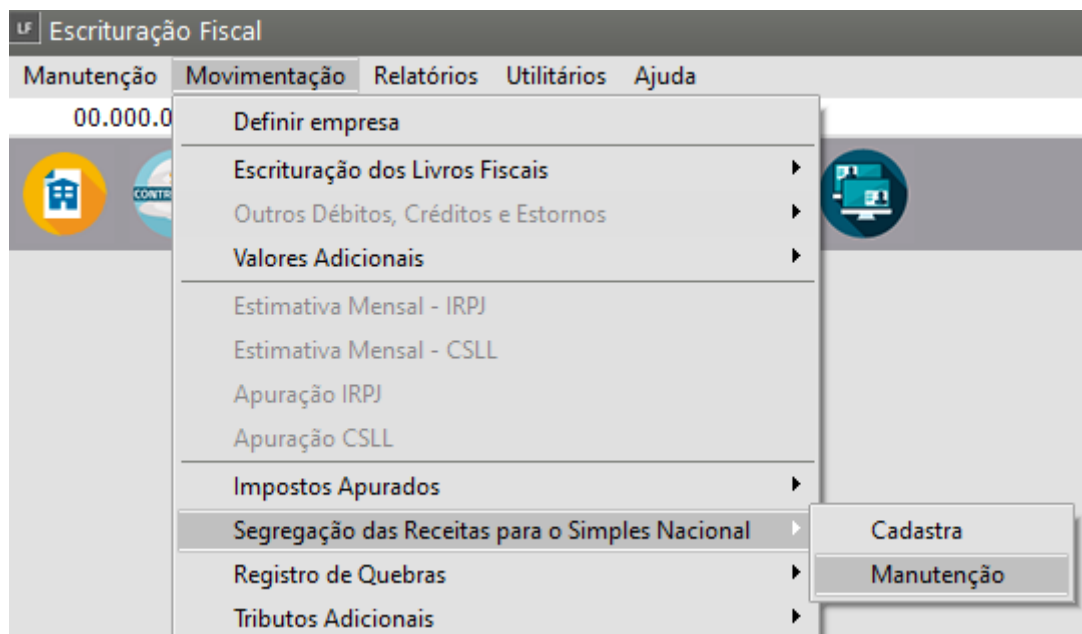 LF Escrituração Fiscal
Manutenção Movimentação Relatórios Utilitários Ajuda
00.000.0
Definir empresa
Escrituração dos Livros Fiscais
CONTR
Outros Débitos, Créditos e Estornos
Valores Adicionais
Estimativa Mensal - IRPJ
Estimativa Mensal - CSLL
Apuração IRPJ
Apuração CSLL
Impostos Apurados
Segregação das Receitas para o Simples Nacional
Cadastra
Manutenção
Registro de Quebras
Tributos Adicionais